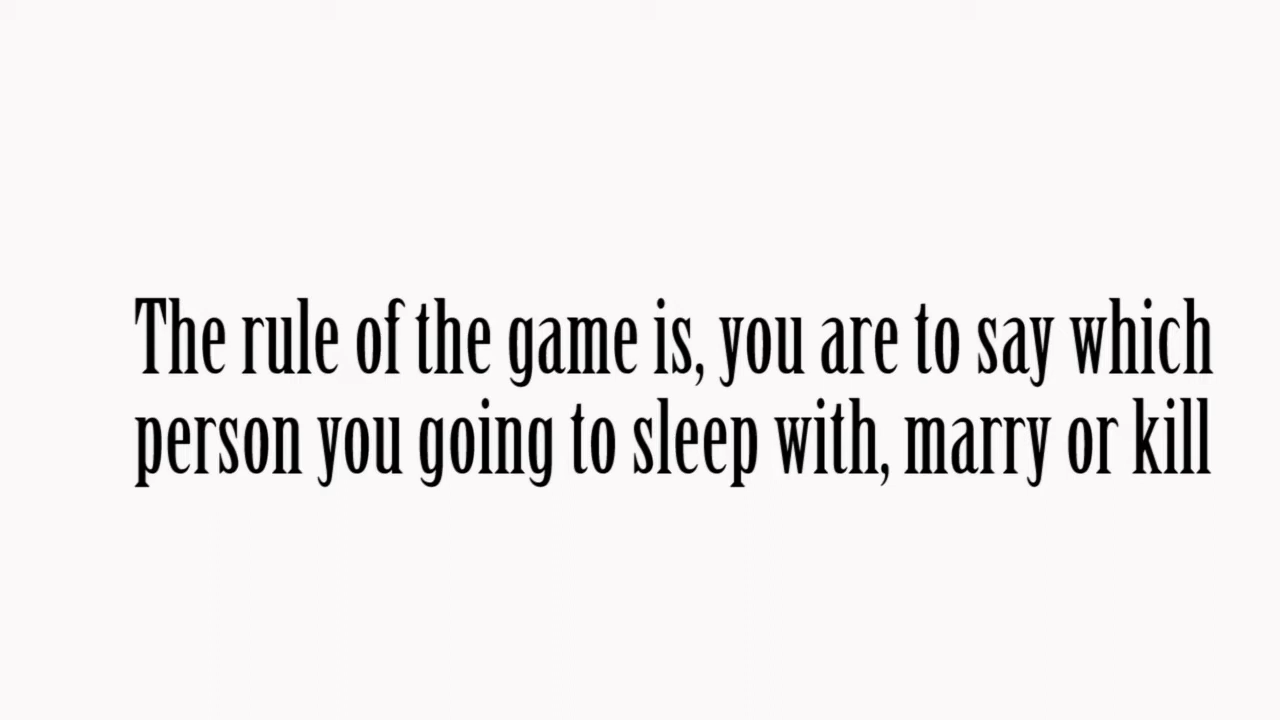 The rule of the game is, you are to say which
person you going to sleep with, marry or kill